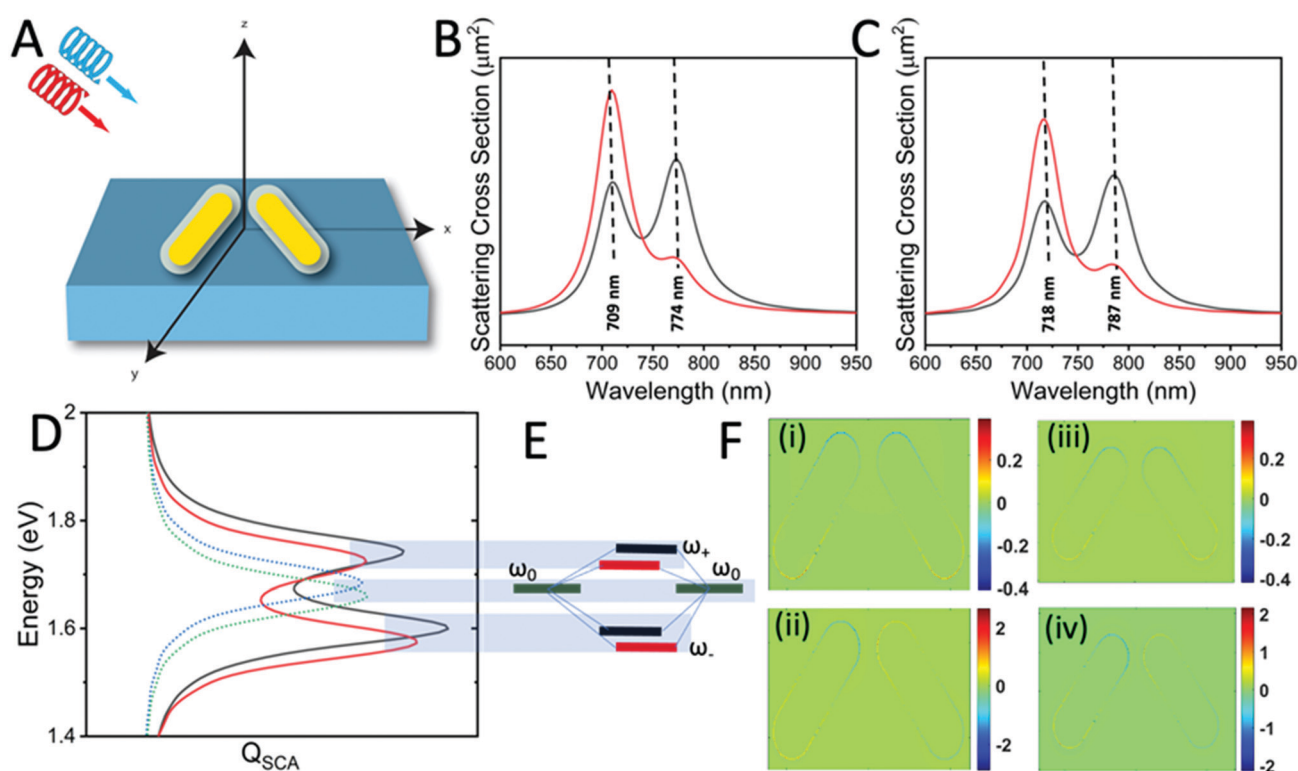 A
z
x
y
B
Scattering Cross Section (μm²)
709 nm
774 nm
600 650 700 750 800 850 900 950
Wavelength (nm)
C
Scattering Cross Section (μm²)
718 nm
787 nm
600 650 700 750 800 850 900 950
Wavelength (nm)
D
Energy (eV)
2
1.8
1.6
1.4
Q_SCA
E
ω₊
ω₀
ω₀
ω₋
F
(i)
0.2
0
-0.2
-0.4
(iii)
0.2
0
-0.2
-0.4
(ii)
2
0
-2
(iv)
2
1
0
-1
-2